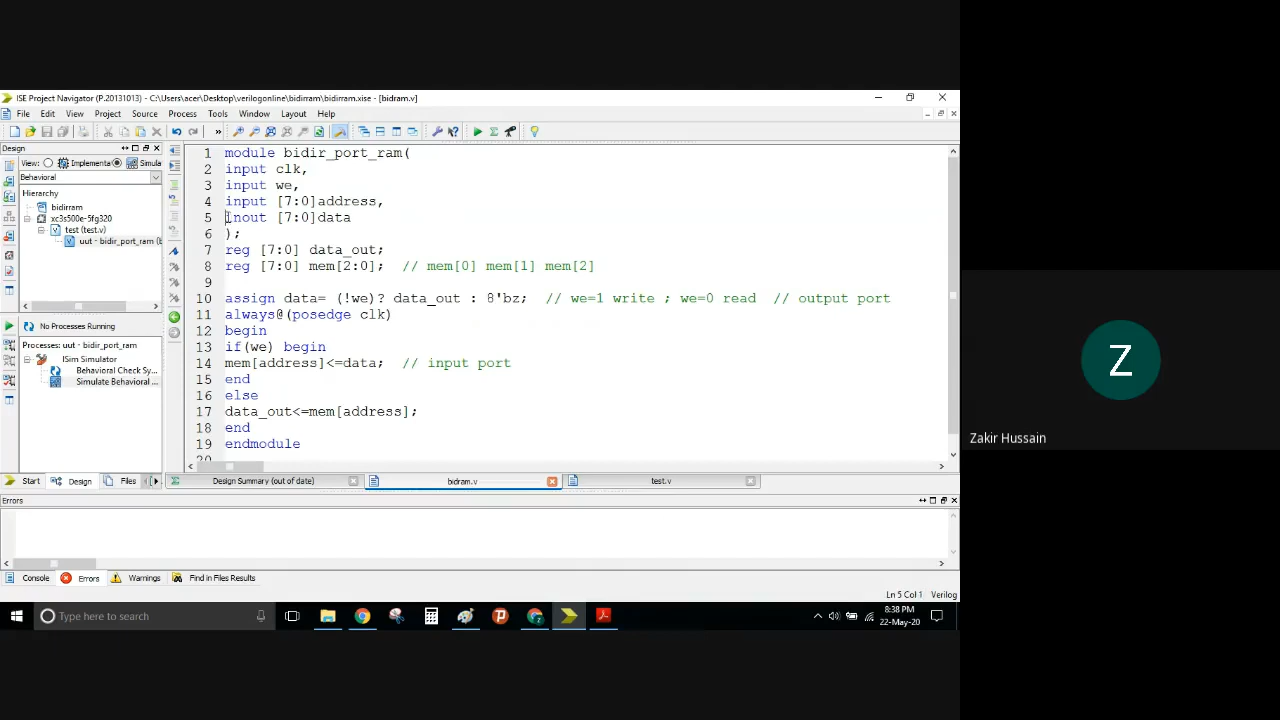 ISE Project Navigator (P.20131013) - C:\Users\acer\Desktop\verilogonline\bidirram\bidirram.xise - [bidram.v]
File Edit View Project Source Process Tools Window Layout Help
»
Design
View: Implementa Simula
Behavioral
Hierarchy
bidirram
xc3s500e-5fg320
test (test.v)
uut - bidir_port_ram (b
No Processes Running
Processes: uut - bidir_port_ram
ISim Simulator
Behavioral Check Sy...
Simulate Behavioral ...
1 module bidir_port_ram(
2 input clk,
3 input we,
4 input [7:0]address,
5 inout [7:0]data
6 );
7 reg [7:0] data_out;
8 reg [7:0] mem[2:0]; // mem[0] mem[1] mem[2]
9
10 assign data= (!we)? data_out : 8'bz; // we=1 write ; we=0 read // output port
11 always@(posedge clk)
12 begin
13 if(we) begin
14 mem[address]<=data; // input port
15 end
16 else
17 data_out<=mem[address];
18 end
19 endmodule
20
Start Design Files
Design Summary (out of date) bidram.v test.v
Errors
Console Errors Warnings Find in Files Results
Ln 5 Col 1 Verilog
Type here to search
8:38 PM
22-May-20
Z
Zakir Hussain